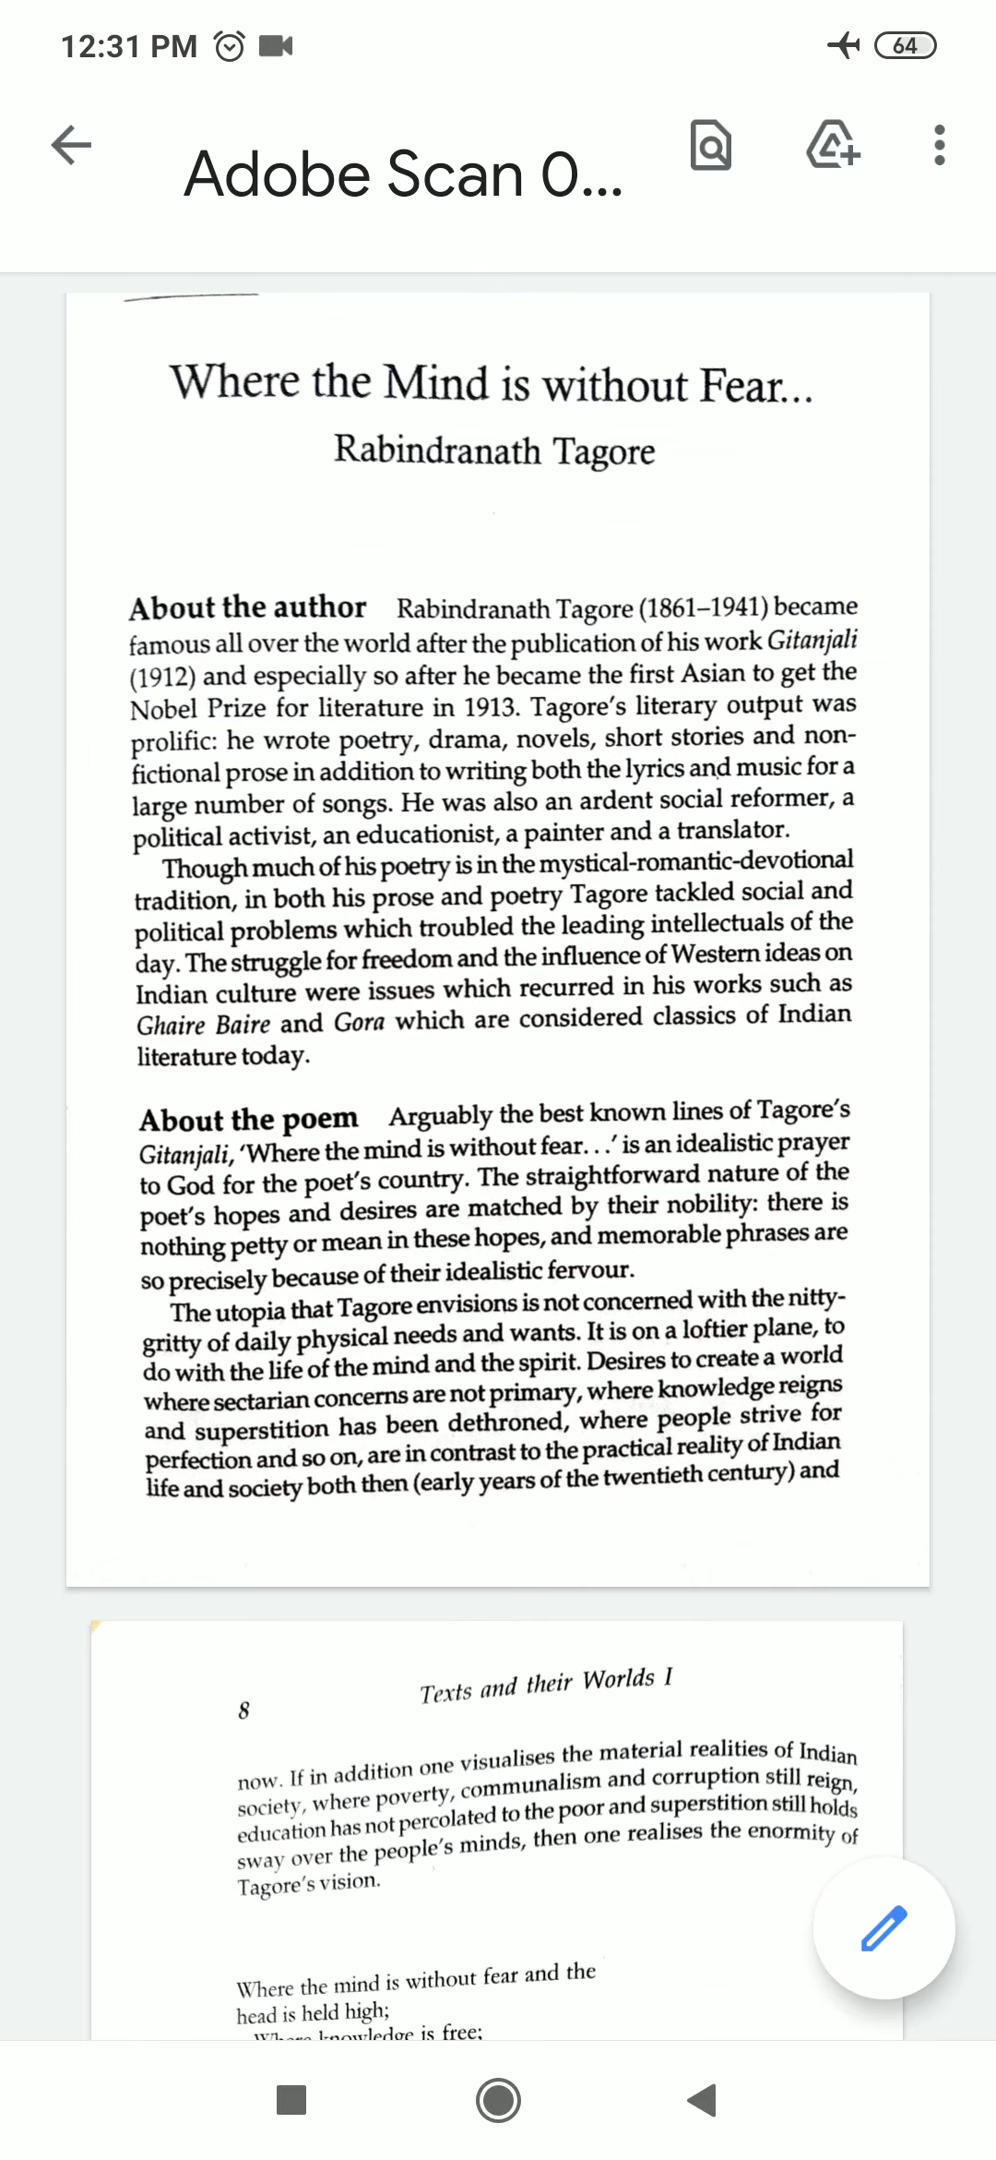 12:31 PM
64
Adobe Scan 0...
Where the Mind is without Fear...
Rabindranath Tagore
About the author Rabindranath Tagore (1861–1941) became
famous all over the world after the publication of his work Gitanjali
(1912) and especially so after he became the first Asian to get the
Nobel Prize for literature in 1913. Tagore's literary output was
prolific: he wrote poetry, drama, novels, short stories and non-
fictional prose in addition to writing both the lyrics and music for a
large number of songs. He was also an ardent social reformer, a
political activist, an educationist, a painter and a translator.
Though much of his poetry is in the mystical-romantic-devotional
tradition, in both his prose and poetry Tagore tackled social and
political problems which troubled the leading intellectuals of the
day. The struggle for freedom and the influence of Western ideas on
Indian culture were issues which recurred in his works such as
Ghaire Baire and Gora which are considered classics of Indian
literature today.
About the poem Arguably the best known lines of Tagore's
Gitanjali, 'Where the mind is without fear...' is an idealistic prayer
to God for the poet's country. The straightforward nature of the
poet's hopes and desires are matched by their nobility: there is
nothing petty or mean in these hopes, and memorable phrases are
so precisely because of their idealistic fervour.
The utopia that Tagore envisions is not concerned with the nitty-
gritty of daily physical needs and wants. It is on a loftier plane, to
do with the life of the mind and the spirit. Desires to create a world
where sectarian concerns are not primary, where knowledge reigns
and superstition has been dethroned, where people strive for
perfection and so on, are in contrast to the practical reality of Indian
life and society both then (early years of the twentieth century) and
8 Texts and their Worlds I
now. If in addition one visualises the material realities of Indian
society, where poverty, communalism and corruption still reign,
education has not percolated to the poor and superstition still holds
sway over the people's minds, then one realises the enormity of
Tagore's vision.
Where the mind is without fear and the
head is held high;
Where knowledge is free;